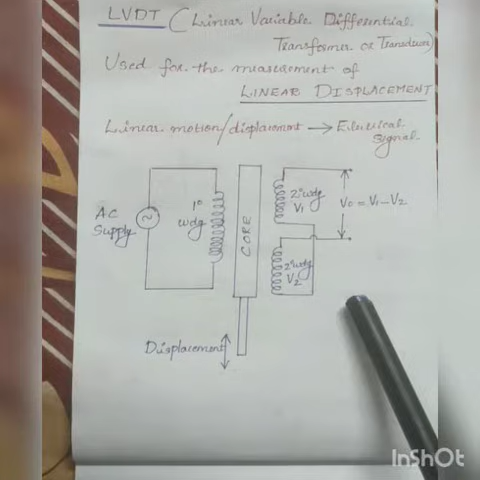 LVDT (Linear Variable Differential
Transformer or Transducer)
Used for the measurement of
LINEAR DISPLACEMENT
Linear motion/displacement → Electrical
Signal
AC
Supply
1°
wdg
CORE
2°wdg
V1
V0 = V1-V2
2°wdg
V2
Displacement
InShOt